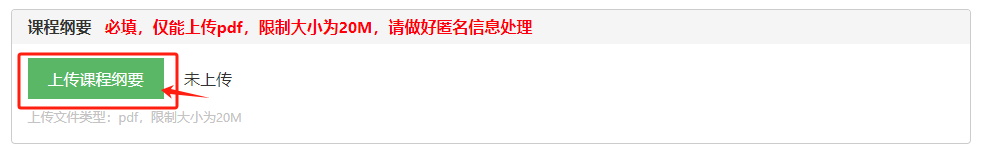 课程纲要 必填，仅能上传pdf，限制大小为20M，请做好匿名信息处理
上传课程纲要 未上传
上传文件类型：pdf，限制大小为20M